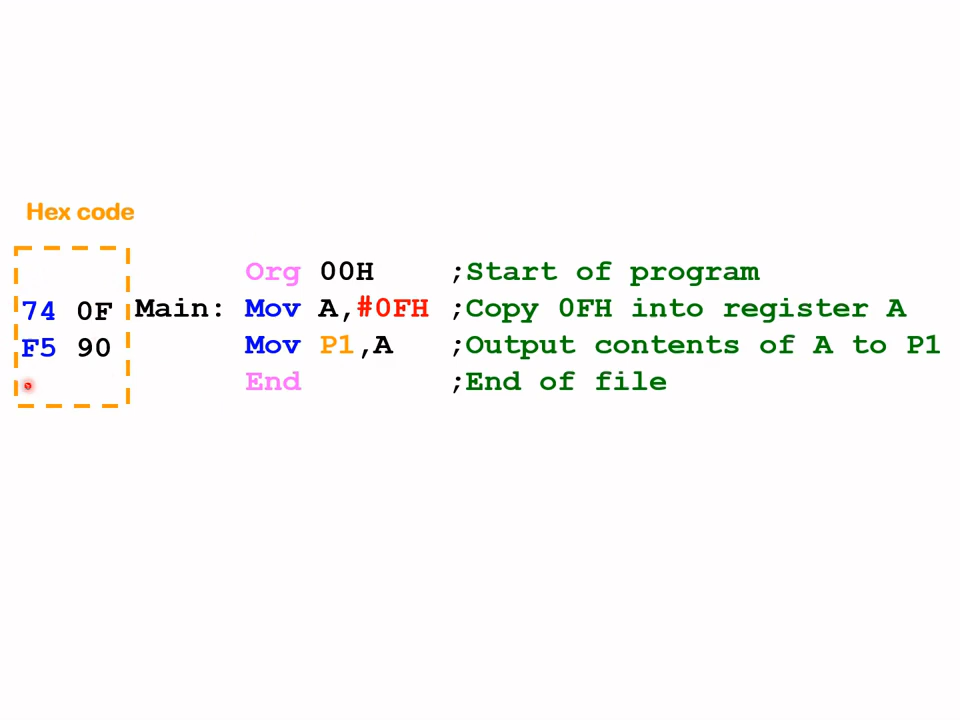 Hex code
Org 00H ;Start of program
74 0F Main: Mov A,#0FH ;Copy 0FH into register A
F5 90 Mov P1,A ;Output contents of A to P1
End ;End of file